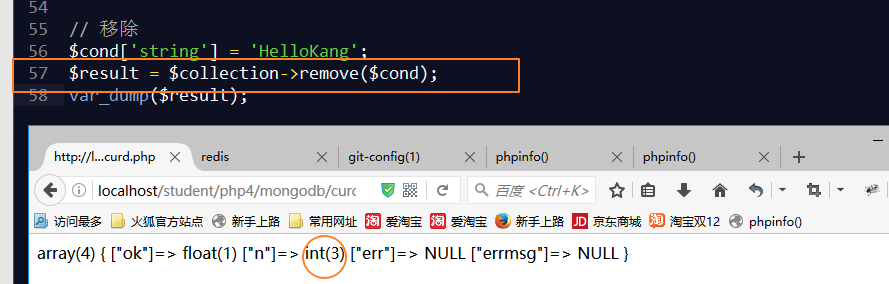 54
55 // 移除
56 $cond['string'] = 'HelloKang';
57 $result = $collection->remove($cond);
58 var_dump($result);
http://l...curd.php redis git-config(1) phpinfo() phpinfo()
localhost/student/php4/mongodb/curd 百度 <Ctrl+K>
访问最多 火狐官方站点 新手上路 常用网址 淘 爱淘宝 淘 爱淘宝 新手上路 JD 京东商城 淘 淘宝双12 phpinfo()
array(4) { ["ok"]=> float(1) ["n"]=> int(3) ["err"]=> NULL ["errmsg"]=> NULL }